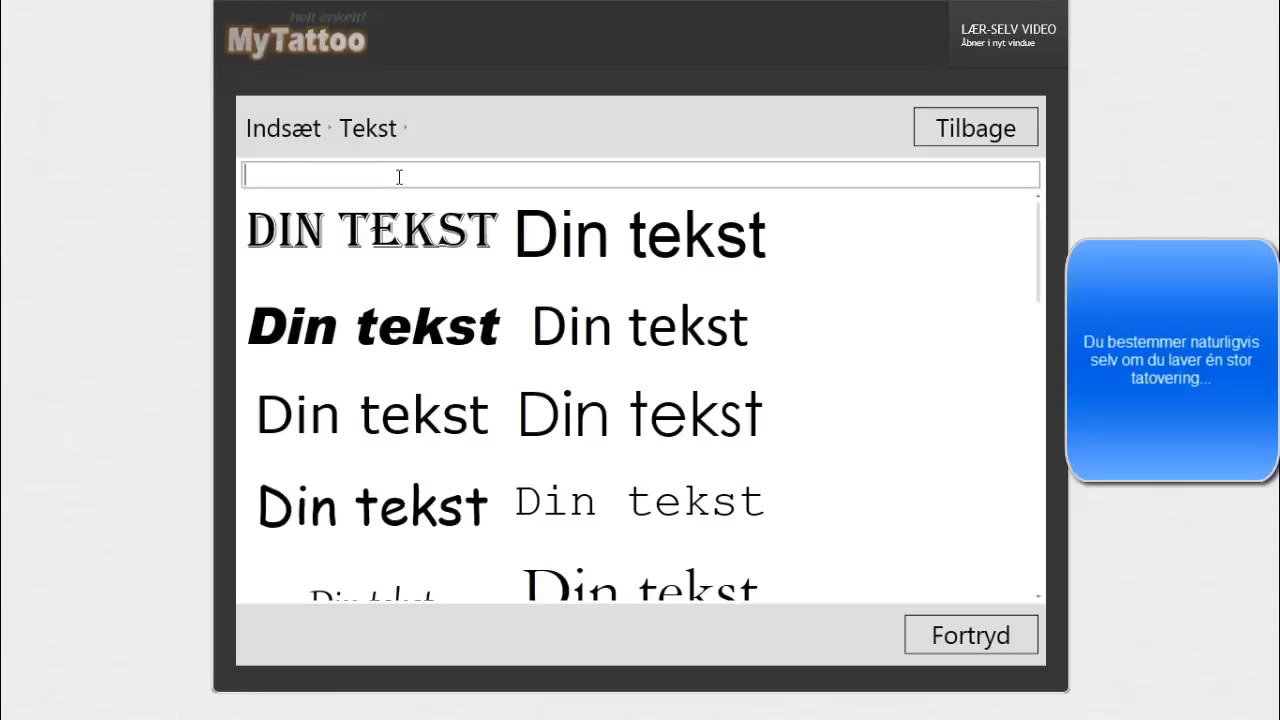 helt enkelt!
MyTattoo
LÆR-SELV VIDEO
Åbner i nyt vindue
Indsæt Tekst
Tilbage
DIN TEKST Din tekst
Din tekst Din tekst
Din tekst Din tekst
Din tekst Din tekst
Din tekst Din tekst
Fortryd
Du bestemmer naturligvis
selv om du laver én stor
tatovering...